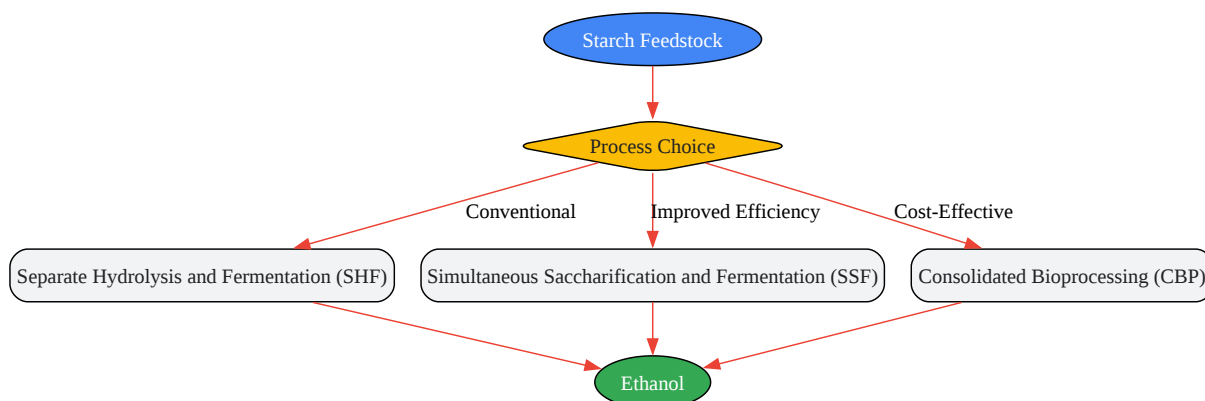 Starch Feedstock
Process Choice
Conventional
Improved Efficiency
Cost-Effective
Separate Hydrolysis and Fermentation (SHF)
Simultaneous Saccharification and Fermentation (SSF)
Consolidated Bioprocessing (CBP)
Ethanol